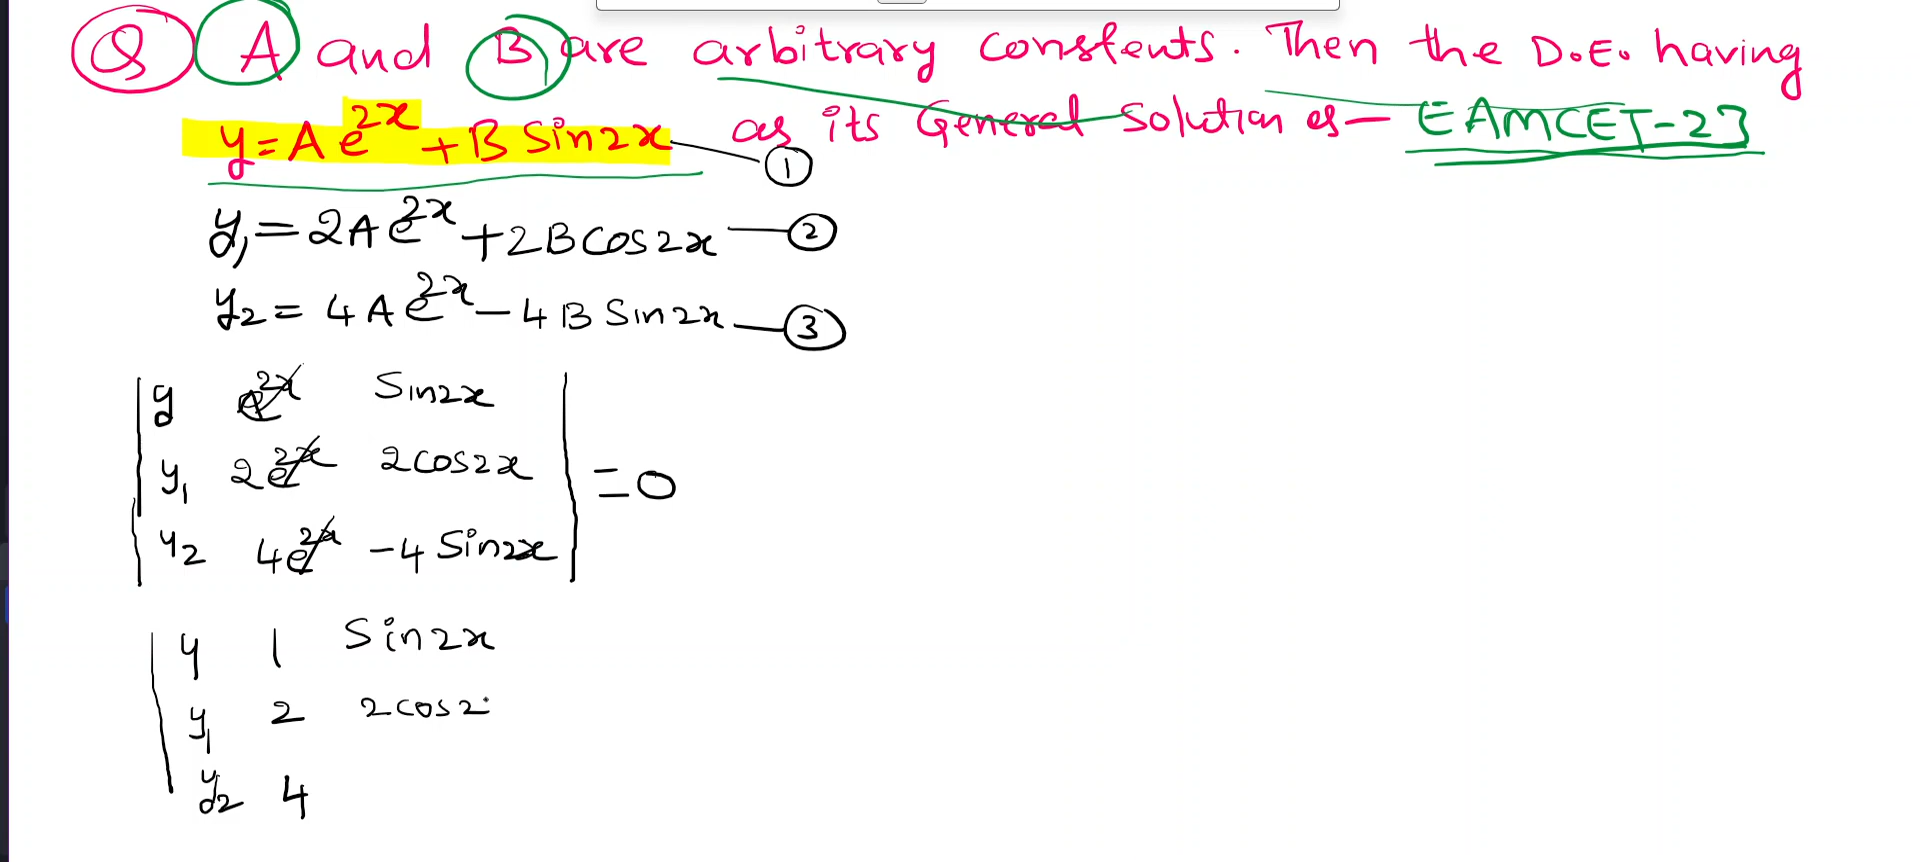 Q A and B are arbitrary constents. Then the D.E. having
y=Ae^2x+B Sin2x as its General Solution es— EAMCET-23
①
y₁=2Ae^2x+2Bcos2x —②
y₂=4Ae^2x-4B Sin2x —③
y e^2x Sin2x
y₁ 2e^2x 2cos2x =0
y₂ 4e^2x -4 Sin2x
y 1 Sin2x
y₁ 2 2cos2
y₂ 4